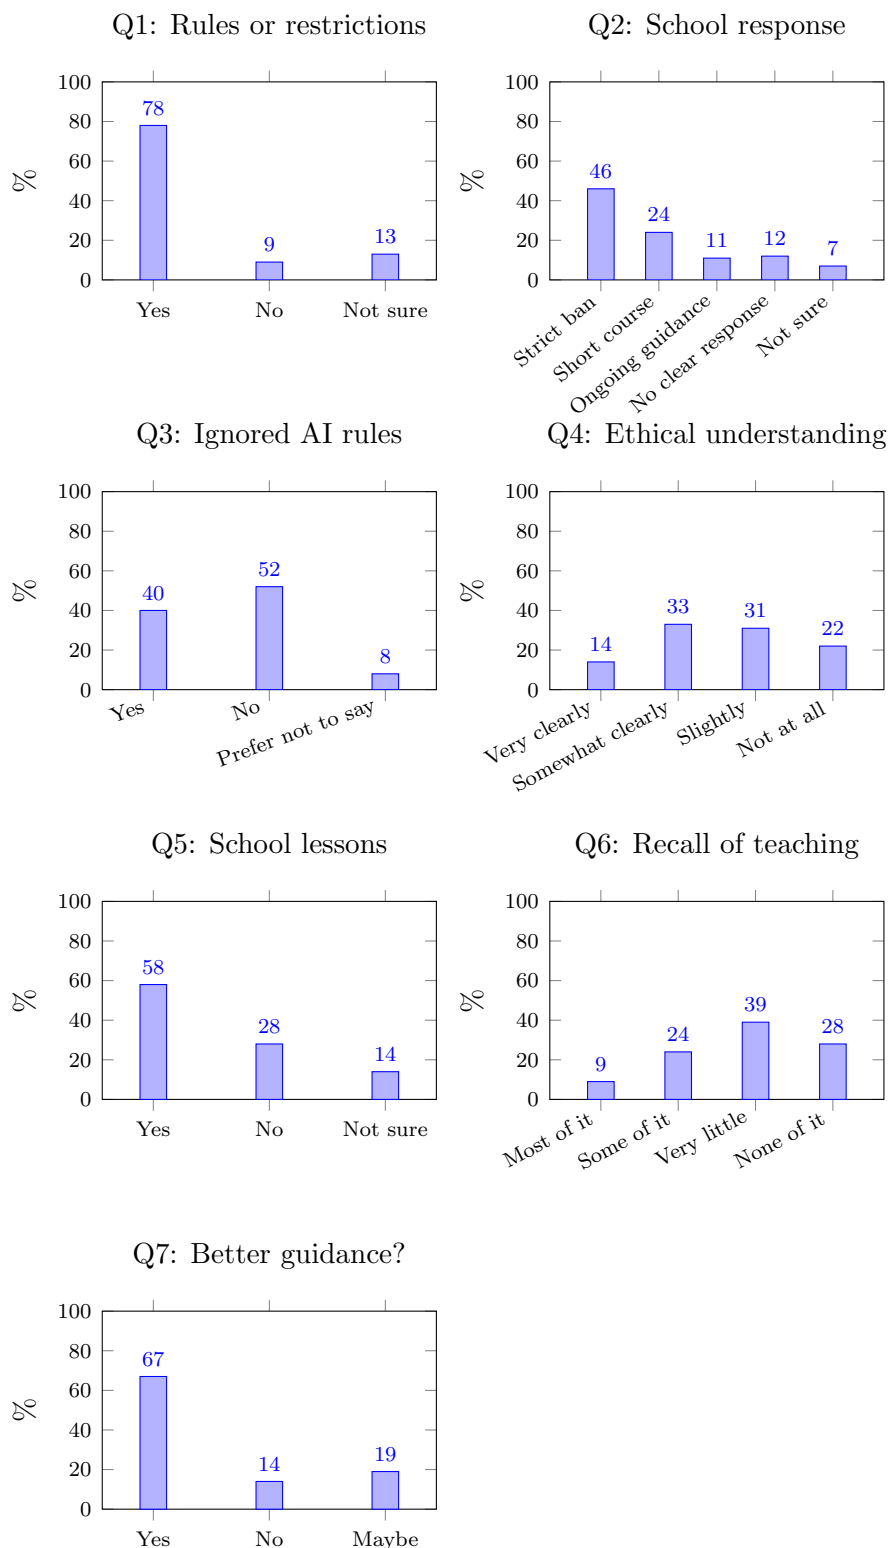 Q1: Rules or restrictions
%
100
80
60
40
20
0
78
9
13
Yes
No
Not sure
Q2: School response
%
100
80
60
40
20
0
46
24
11
12
7
Strict ban
Short course
Ongoing guidance
No clear response
Not sure
Q3: Ignored AI rules
%
100
80
60
40
20
0
40
52
8
Yes
No
Prefer not to say
Q4: Ethical understanding
%
100
80
60
40
20
0
14
33
31
22
Very clearly
Somewhat clearly
Slightly
Not at all
Q5: School lessons
%
100
80
60
40
20
0
58
28
14
Yes
No
Not sure
Q6: Recall of teaching
%
100
80
60
40
20
0
9
24
39
28
Most of it
Some of it
Very little
None of it
Q7: Better guidance?
%
100
80
60
40
20
0
67
14
19
Yes
No
Maybe